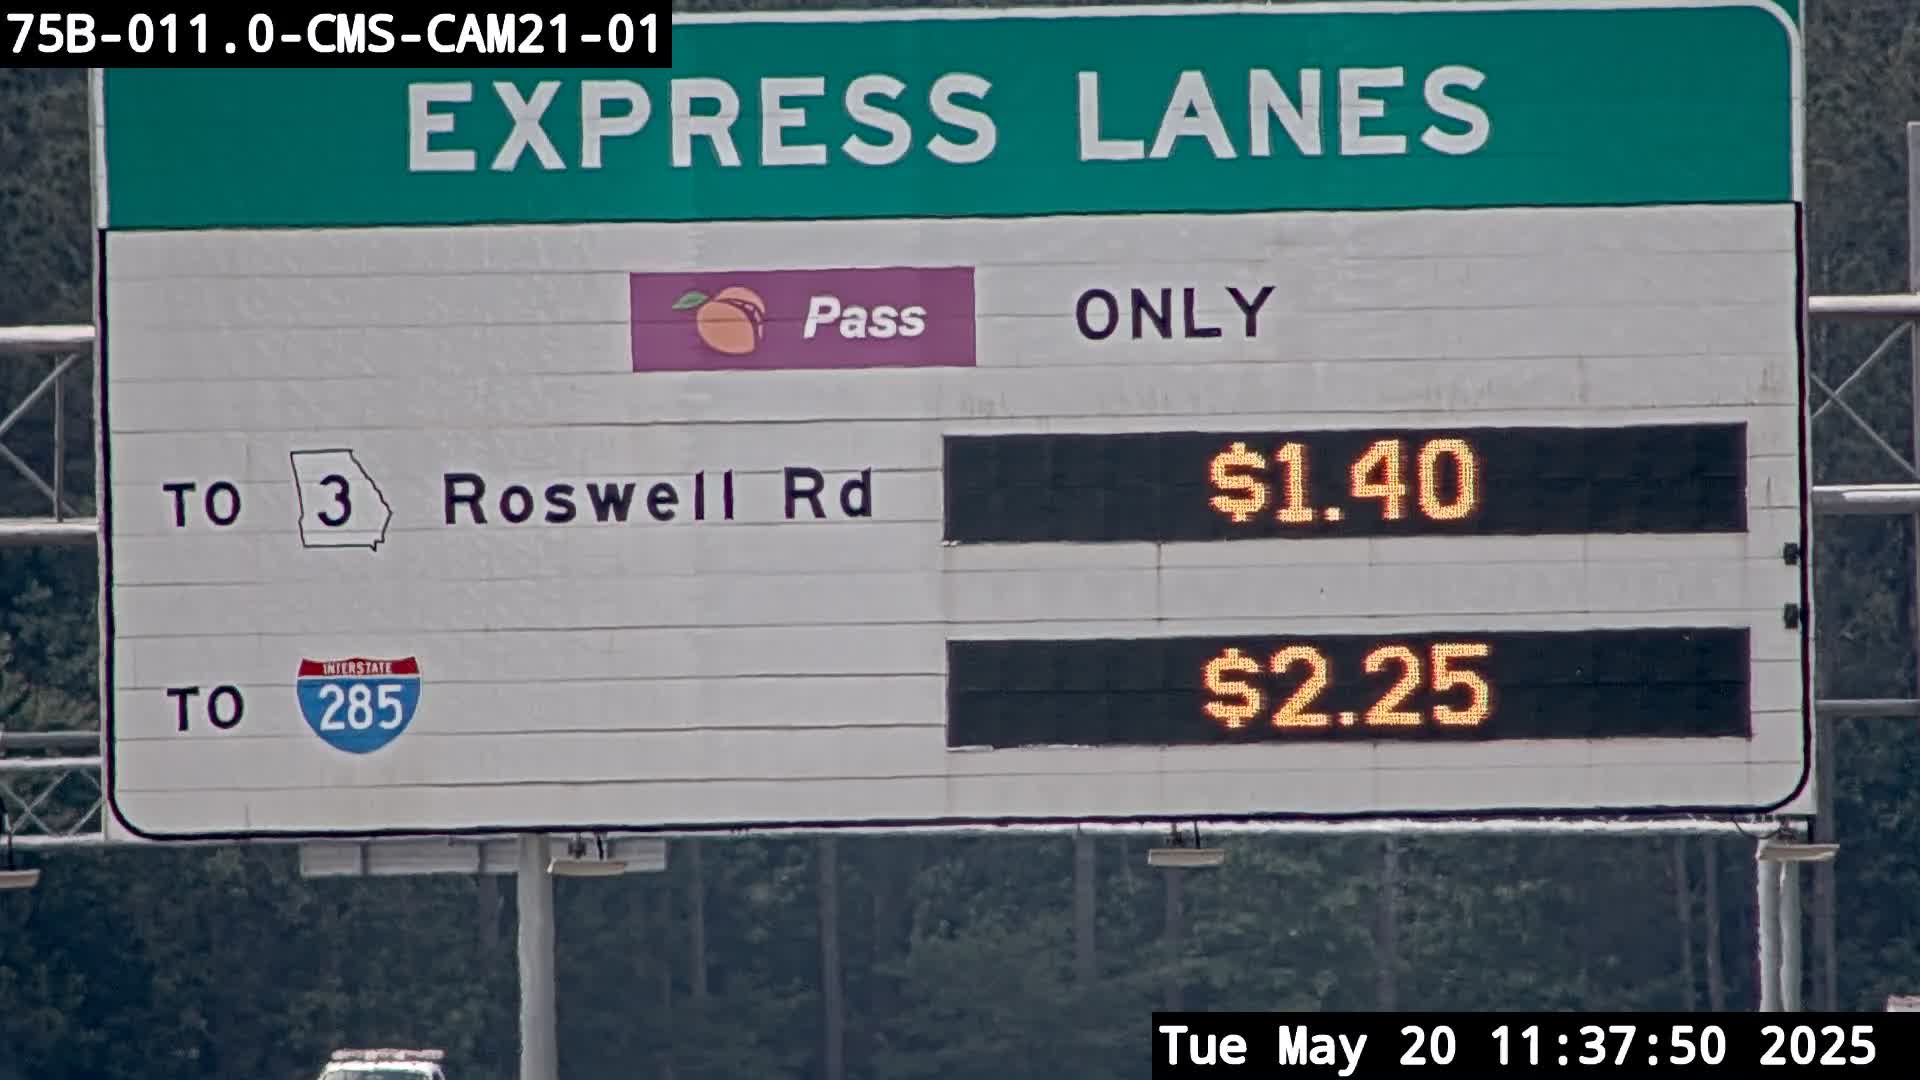 75B-011.0-CMS-CAM21-01
EXPRESS LANES
Pass ONLY
TO 3 Roswell Rd $1.40
TO INTERSTATE 285 $2.25
Tue May 20 11:37:50 2025